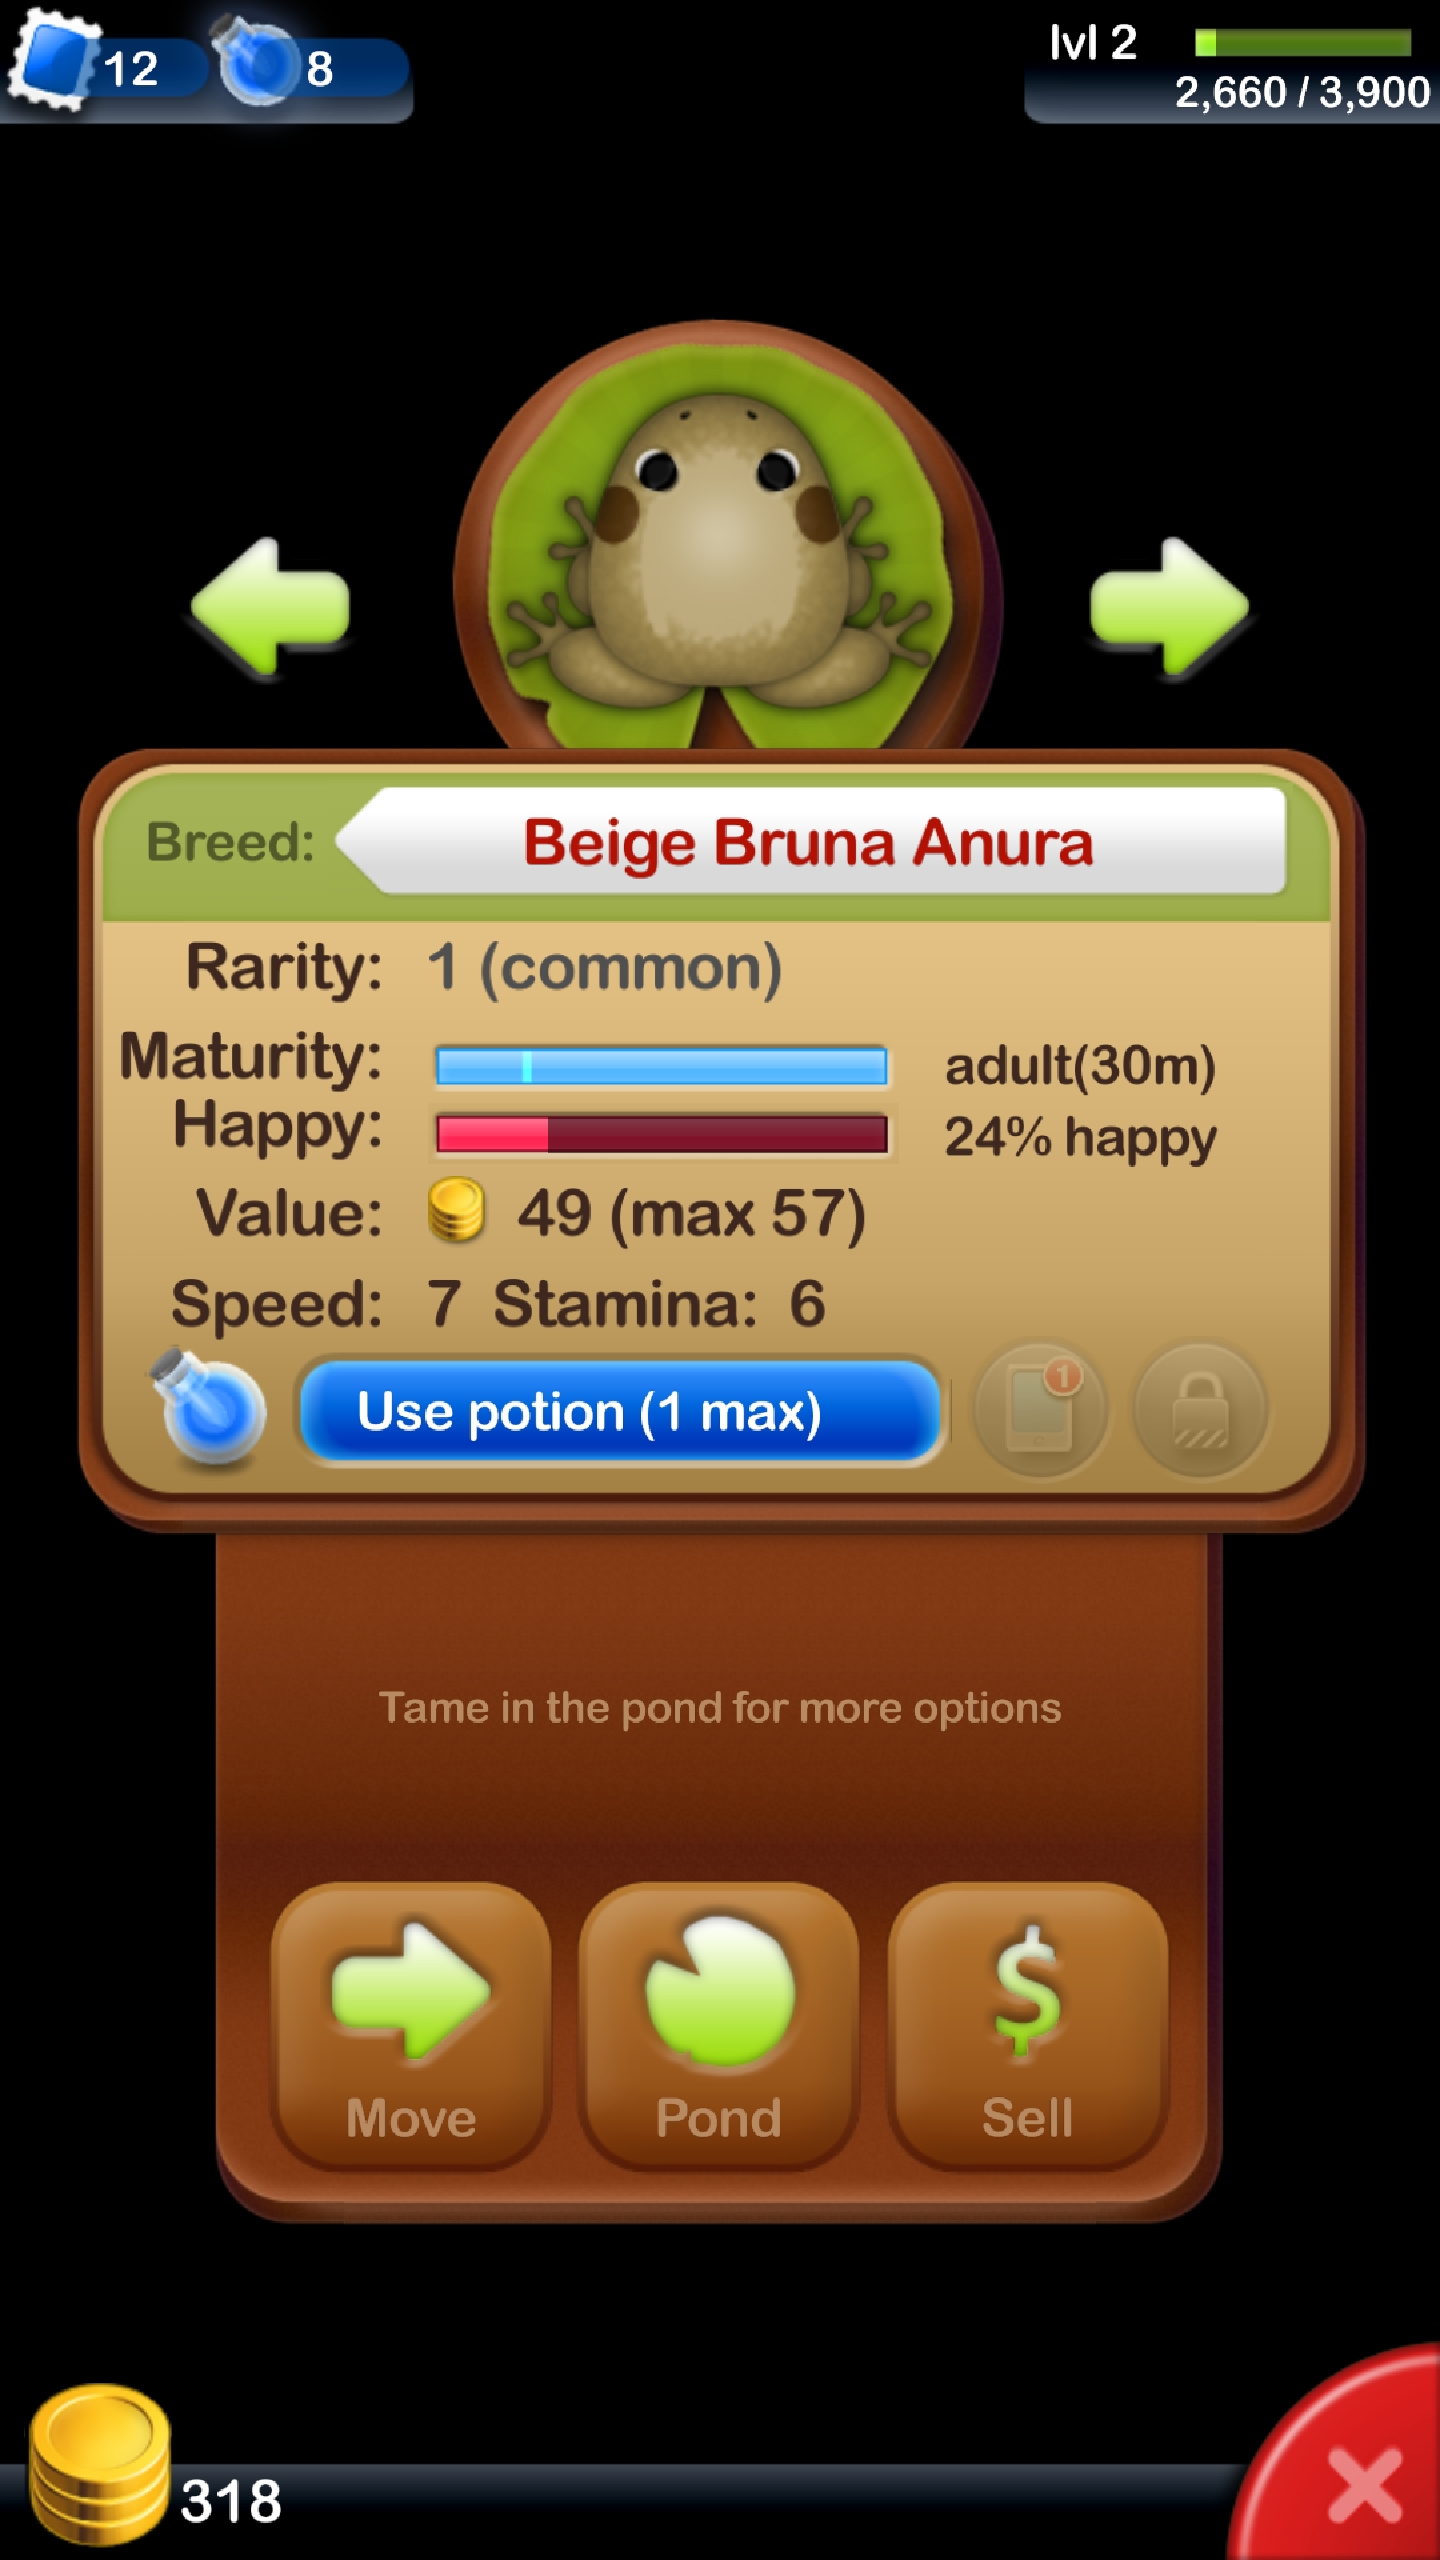 12
8
lvl 2
2,660 / 3,900
Breed: Beige Bruna Anura
Rarity: 1 (common)
Maturity: adult(30m)
Happy: 24% happy
Value: 49 (max 57)
Speed: 7 Stamina: 6
Use potion (1 max)
1
Tame in the pond for more options
Move
Pond
$
Sell
318